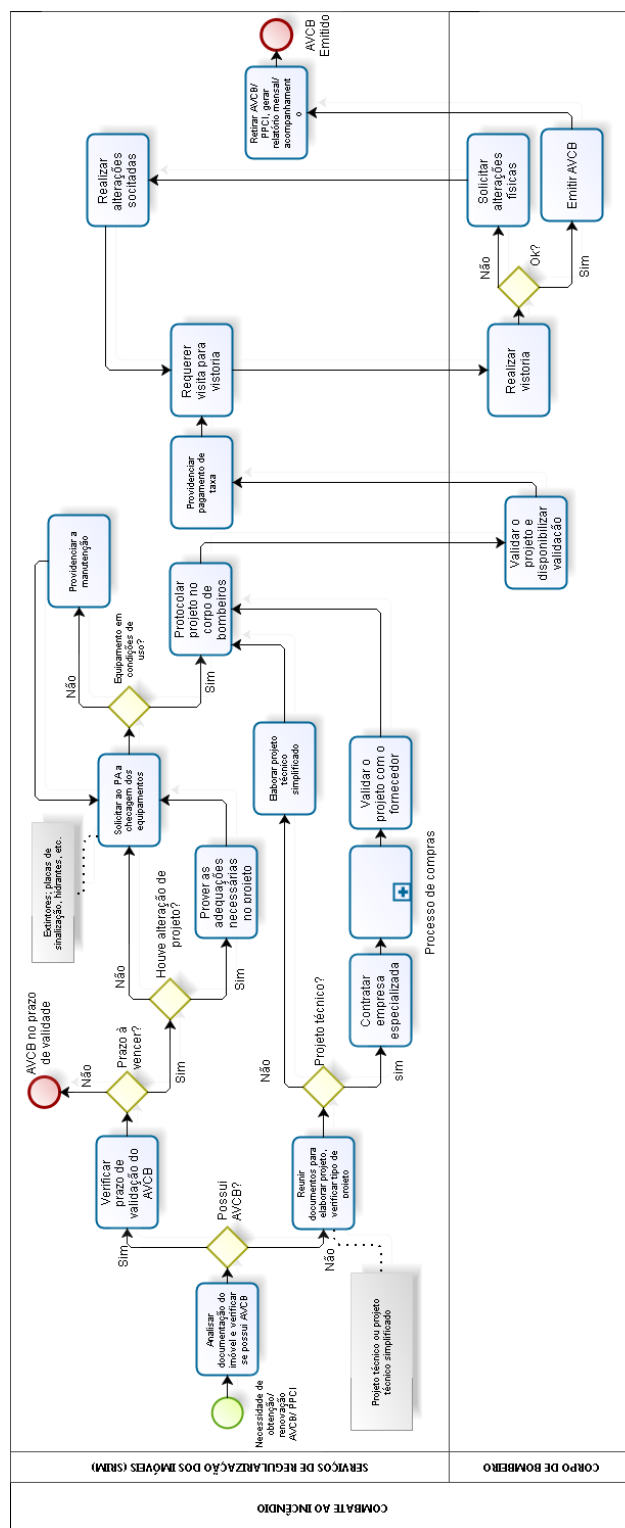 COMBATE AO INCÊNDIO
SERVIÇOS DE REGULARIZAÇÃO DOS IMÓVEIS (SRIM)
CORPO DE BOMBEIRO
Necessidade de
obtenção/
renovação
AVCB/ PPCI
Analisar
documentação do
imóvel e verificar
se possui AVCB
Possui
AVCB?
Sim
Não
Verificar
prazo de
validação do
AVCB
Prazo à
vencer?
Não
Sim
AVCB no prazo
de validade
Houve alteração de
projeto?
Não
Sim
Prover as
adequações
necessárias
no projeto
Solicitar ao PA a
checagem dos
equipamentos
Extintores; placas de
sinalização, hidrantes, etc.
Equipamento em
condições de
uso?
Não
Sim
Providenciar a
manutenção
Protocolar
projeto no
corpo de
bombeiros
Reunir
documentos para
elaborar projeto,
verificar tipo de
projeto
Projeto técnico ou projeto
técnico simplificado
Projeto técnico?
Não
sim
Elaborar projeto
técnico
simplificado
Contratar
empresa
especializada
Processo de compras
Validar o
projeto com o
fornecedor
Validar o
projeto e
disponibilizar
validacão
Providenciar
pagamento de
taxa
Requerer
visita para
vistoria
Realizar
vistoria
Ok?
Não
Sim
Solicitar
alterações
físicas
Realizar
alterações
socitadas
Emitir AVCB
Retirar AVCB/
PPCI, gerar
relatório mensal/
acompanhament
o
AVCB
Emitido